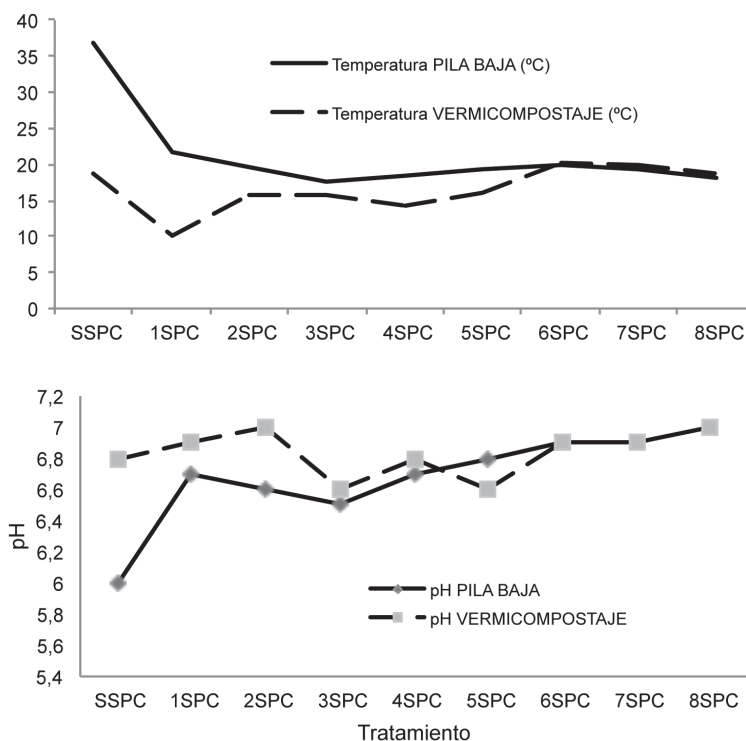 40
35
30
25
20
15
10
5
0
Temperatura PILA BAJA (ºC)
Temperatura VERMICOMPOSTAJE (ºC)
SSPC 1SPC 2SPC 3SPC 4SPC 5SPC 6SPC 7SPC 8SPC
7,2
7
6,8
6,6
6,4
6,2
6
5,8
5,6
5,4
pH
pH PILA BAJA
pH VERMICOMPOSTAJE
SSPC 1SPC 2SPC 3SPC 4SPC 5SPC 6SPC 7SPC 8SPC
Tratamiento